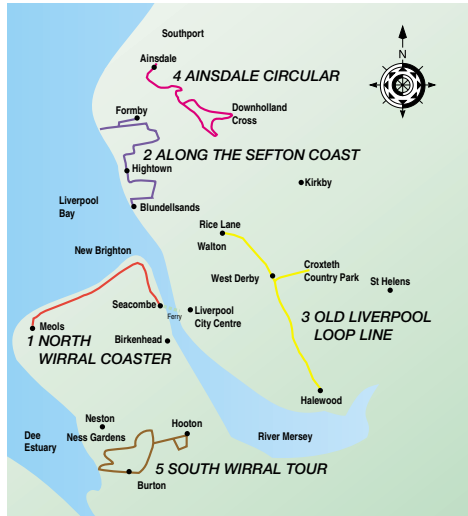 Southport
Ainsdale
N
4 AINSDALE CIRCULAR
Formby
Downholland
Cross
2 ALONG THE SEFTON COAST
Hightown
Kirkby
Liverpool
Bay
Blundellsands
Rice Lane
Walton
New Brighton
West Derby
Croxteth
Country Park
St Helens
Seacombe
Ferry
Liverpool
City Centre
Meols
1 NORTH
WIRRAL COASTER
Birkenhead
3 OLD LIVERPOOL
LOOP LINE
Halewood
Neston
Ness Gardens
Hooton
Dee
Estuary
River Mersey
5 SOUTH WIRRAL TOUR
Burton